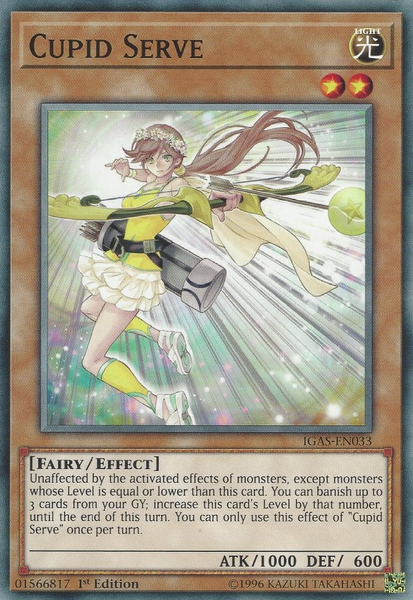 CUPID SERVE
LIGHT
光
IGAS-EN033
[FAIRY/EFFECT]
Unaffected by the activated effects of monsters, except monsters
whose Level is equal or lower than this card. You can banish up to
3 cards from your GY; increase this card's Level by that number,
until the end of this turn. You can only use this effect of "Cupid
Serve" once per turn.
ATK/1000 DEF/ 600
01566817 1st Edition ©1996 KAZUKI TAKAHASHI